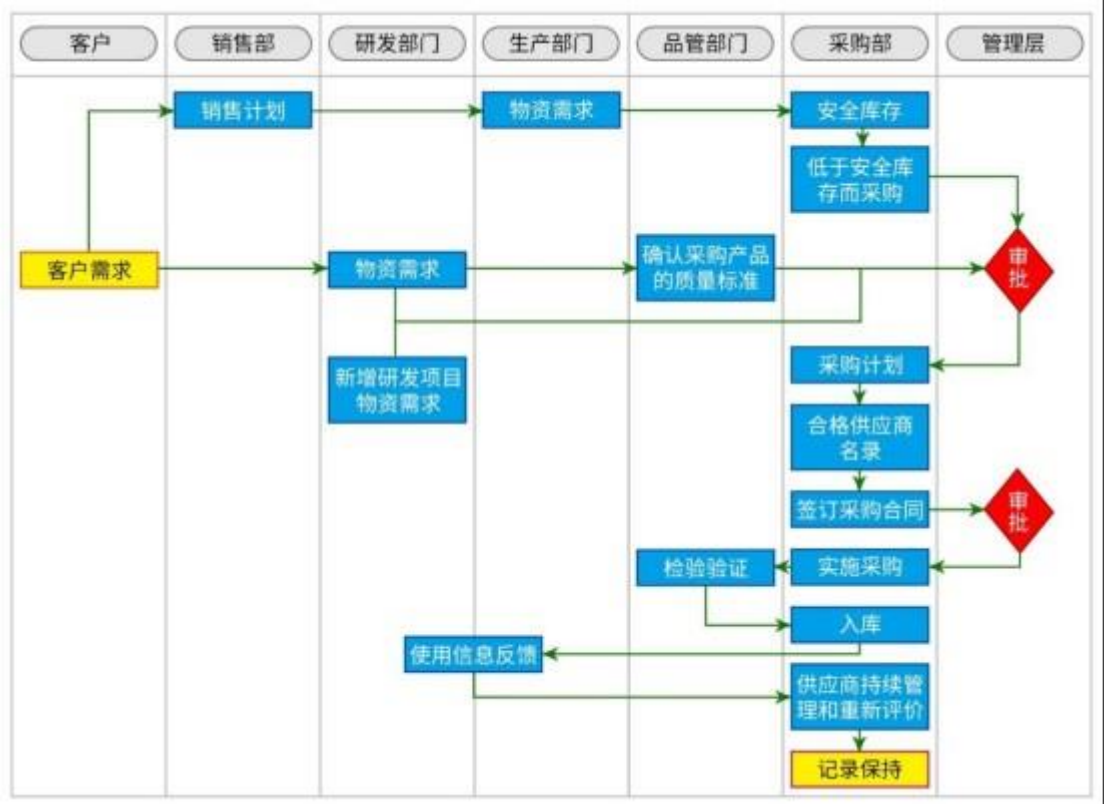 客户
销售部
研发部门
生产部门
品管部门
采购部
管理层
销售计划
物资需求
安全库存
低于安全库
存而采购
客户需求
物资需求
确认采购产品
的质量标准
审
批
采购计划
新增研发项目
物资需求
合格供应商
名录
签订采购合同
审
批
检验验证
实施采购
入库
使用信息反馈
供应商持续管
理和重新评价
记录保持